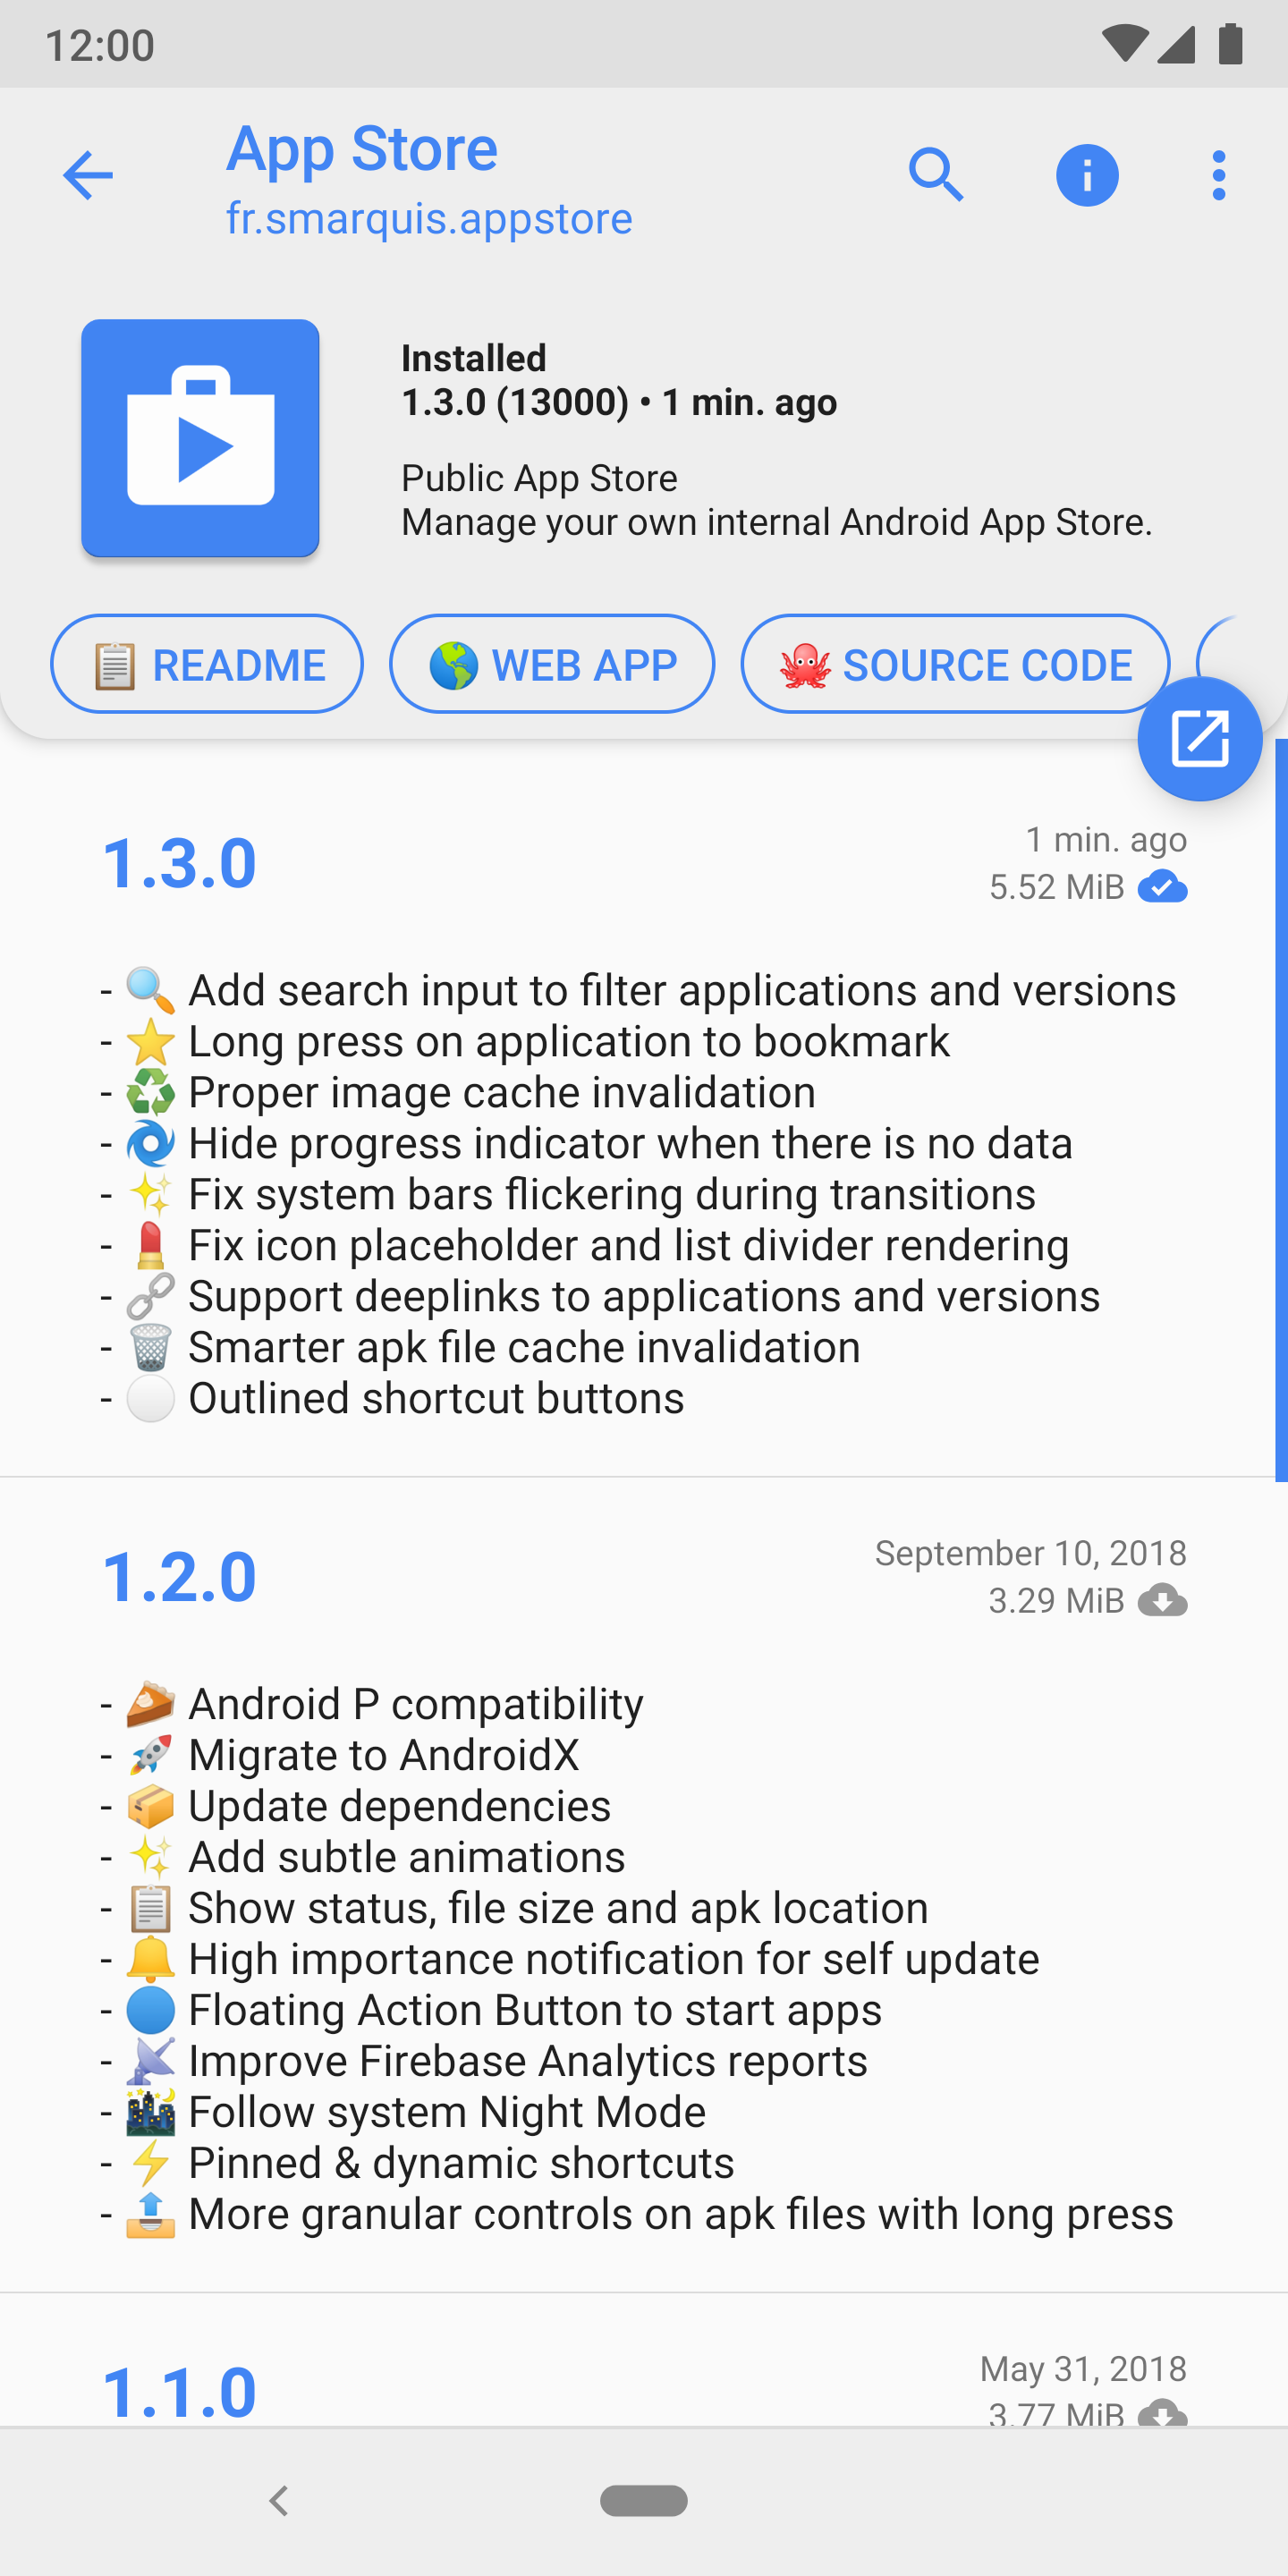 12:00
App Store
fr.smarquis.appstore
Installed
1.3.0 (13000) • 1 min. ago
Public App Store
Manage your own internal Android App Store.
📋 README
🌎 WEB APP
🐙 SOURCE CODE
1.3.0
1 min. ago
5.52 MiB
- 🔍 Add search input to filter applications and versions
- ⭐ Long press on application to bookmark
- ♻️ Proper image cache invalidation
- 🌀 Hide progress indicator when there is no data
- ✨ Fix system bars flickering during transitions
- 💄 Fix icon placeholder and list divider rendering
- 🔗 Support deeplinks to applications and versions
- 🗑️ Smarter apk file cache invalidation
- ⚪ Outlined shortcut buttons
1.2.0
September 10, 2018
3.29 MiB
- 🥧 Android P compatibility
- 🚀 Migrate to AndroidX
- 📦 Update dependencies
- ✨ Add subtle animations
- 📋 Show status, file size and apk location
- 🔔 High importance notification for self update
- 🔵 Floating Action Button to start apps
- 📡 Improve Firebase Analytics reports
- 🌃 Follow system Night Mode
- ⚡ Pinned & dynamic shortcuts
- 📤 More granular controls on apk files with long press
1.1.0
May 31, 2018
3.77 MiB